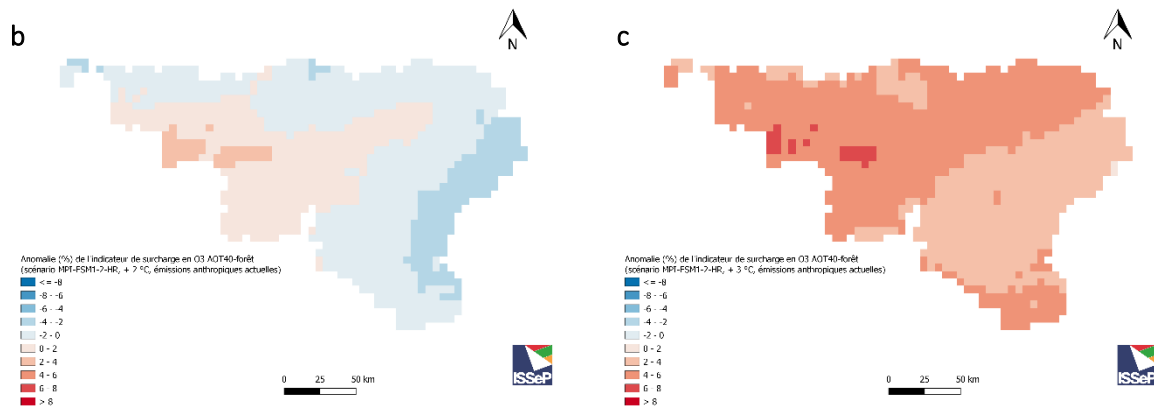 b
N
Anomalie (%) de l'indicateur de surcharge en O3 AOT40-forêt
(scénario MPI-ESM1-2-HR, + 2 °C, émissions anthropiques actuelles)
<= -8
-8 - -6
-6 - -4
-4 - -2
-2 - 0
0 - 2
2 - 4
4 - 6
6 - 8
> 8
0 25 50 km
ISSeP
c
N
Anomalie (%) de l'indicateur de surcharge en O3 AOT40-forêt
(scénario MPI-ESM1-2-HR, + 3 °C, émissions anthropiques actuelles)
<= -8
-8 - -6
-6 - -4
-4 - -2
-2 - 0
0 - 2
2 - 4
4 - 6
6 - 8
> 8
0 25 50 km
ISSeP